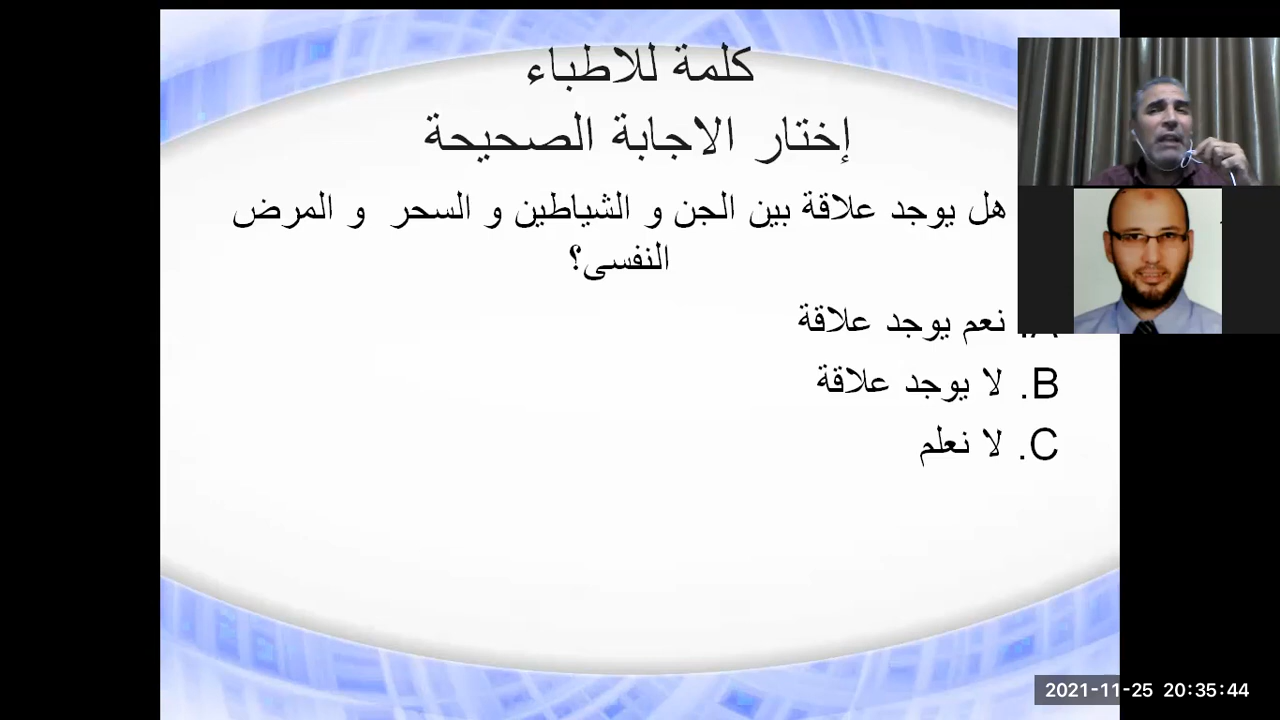 كلمة للاطباء
إختار الاجابة الصحيحة
هل يوجد علاقة بين الجن و الشياطين و السحر و المرض
النفسى؟
A. نعم يوجد علاقة
B. لا يوجد علاقة
C. لا نعلم
2021-11-25 20:35:44